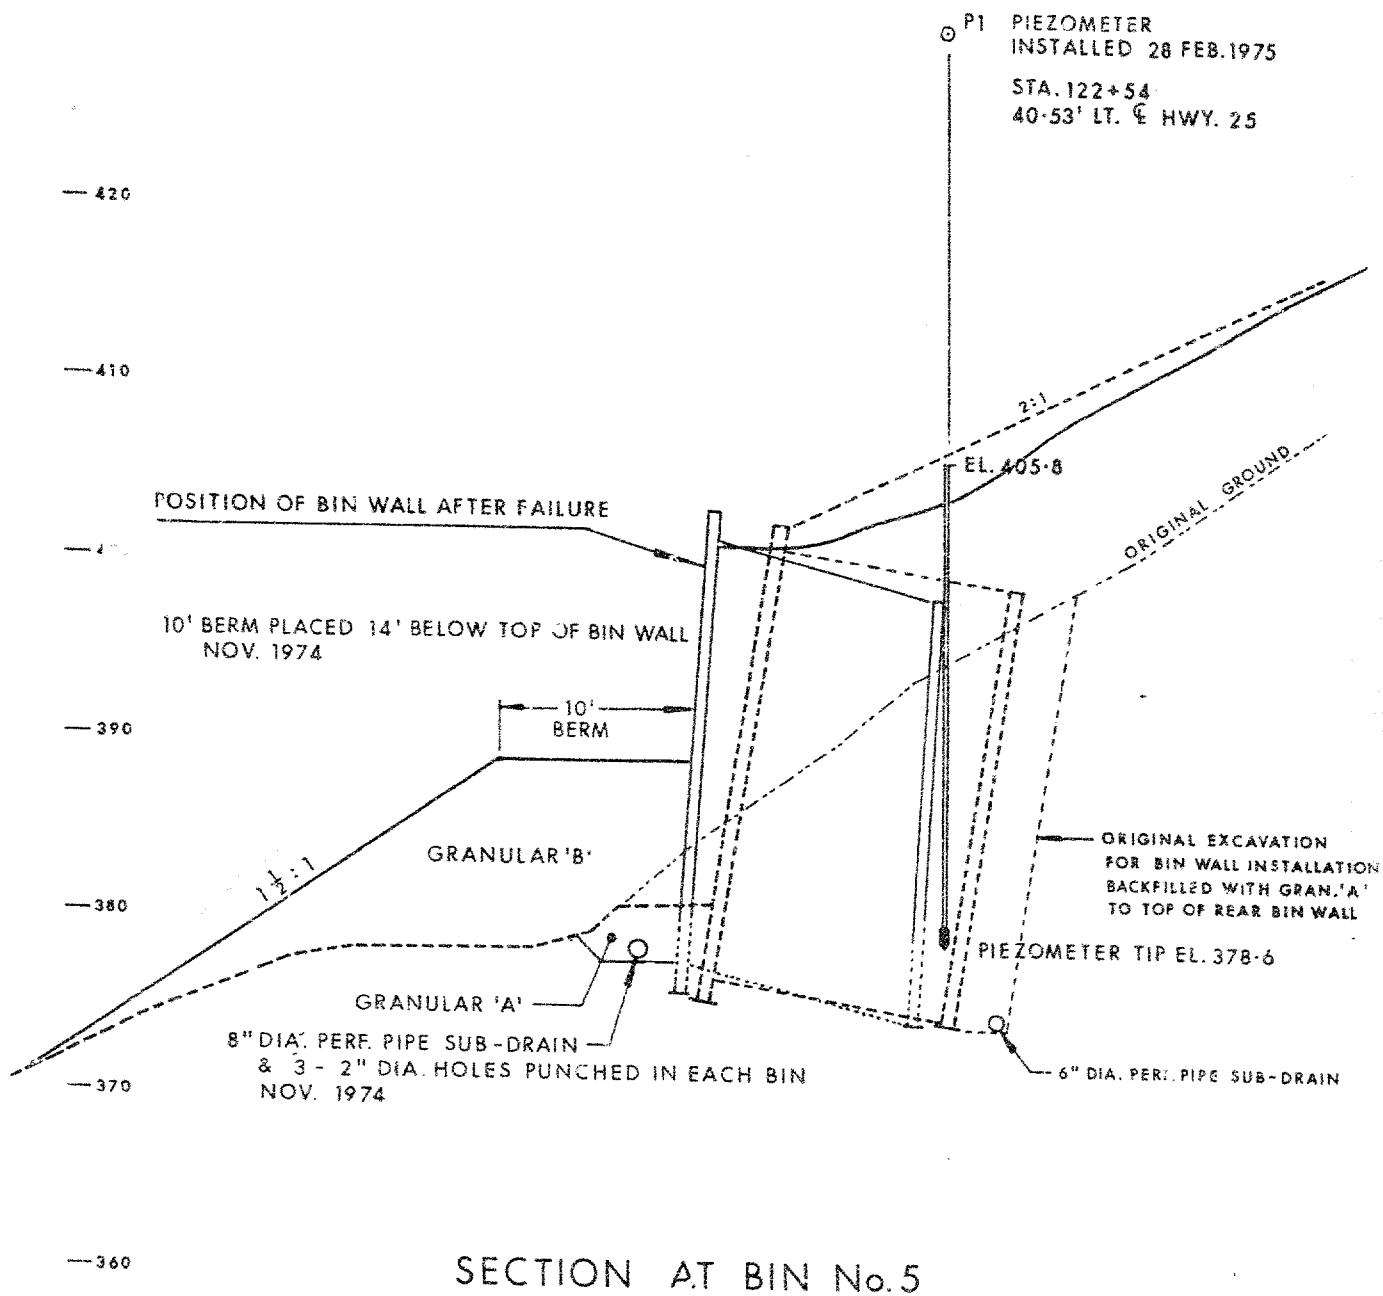 P1 PIEZOMETER
INSTALLED 28 FEB. 1975
STA. 122+54
40·53' LT. ℄ HWY. 25
420
410
2:1
EL. 405·8
ORIGINAL GROUND
POSITION OF BIN WALL AFTER FAILURE
10' BERM PLACED 14' BELOW TOP OF BIN WALL
NOV. 1974
390
10'
BERM
1 1/2:1
GRANULAR 'B'
ORIGINAL EXCAVATION
FOR BIN WALL INSTALLATION
BACKFILLED WITH GRAN. 'A'
TO TOP OF REAR BIN WALL
380
PIEZOMETER TIP EL. 378·6
GRANULAR 'A'
8" DIA. PERF. PIPE SUB-DRAIN
& 3 - 2" DIA. HOLES PUNCHED IN EACH BIN
NOV. 1974
370
6" DIA. PERF. PIPE SUB-DRAIN
360
SECTION AT BIN No. 5